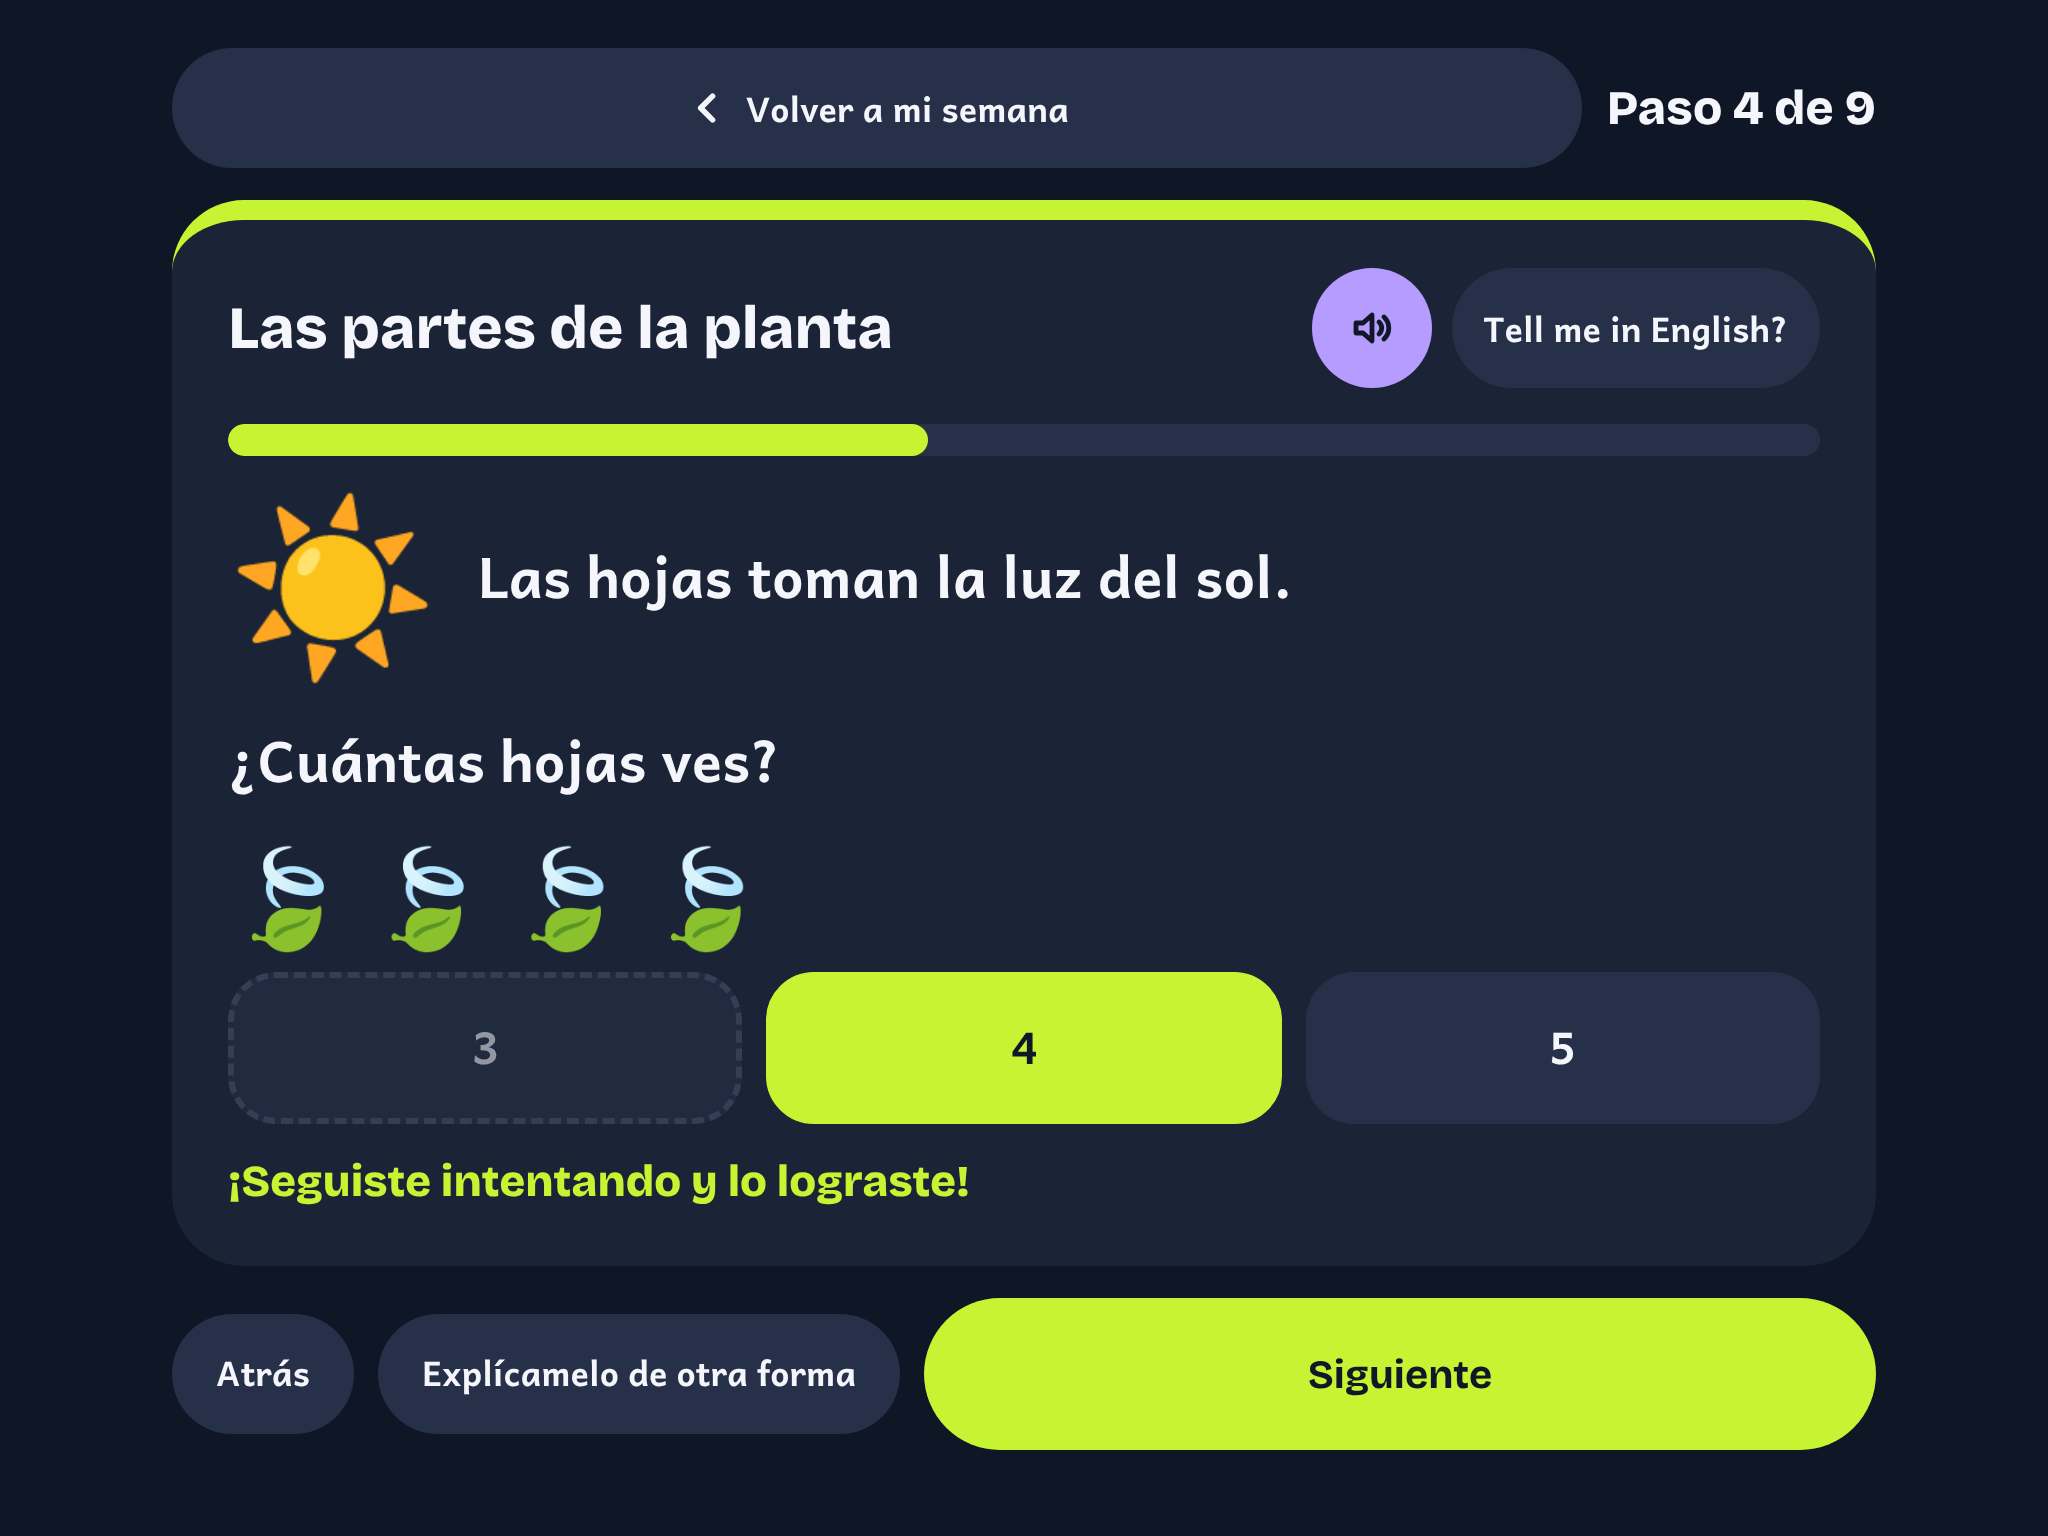 Volver a mi semana
Paso 4 de 9
Las partes de la planta
Tell me in English?
Las hojas toman la luz del sol.
¿Cuántas hojas ves?
3
4
5
¡Seguiste intentando y lo lograste!
Atrás
Explícamelo de otra forma
Siguiente